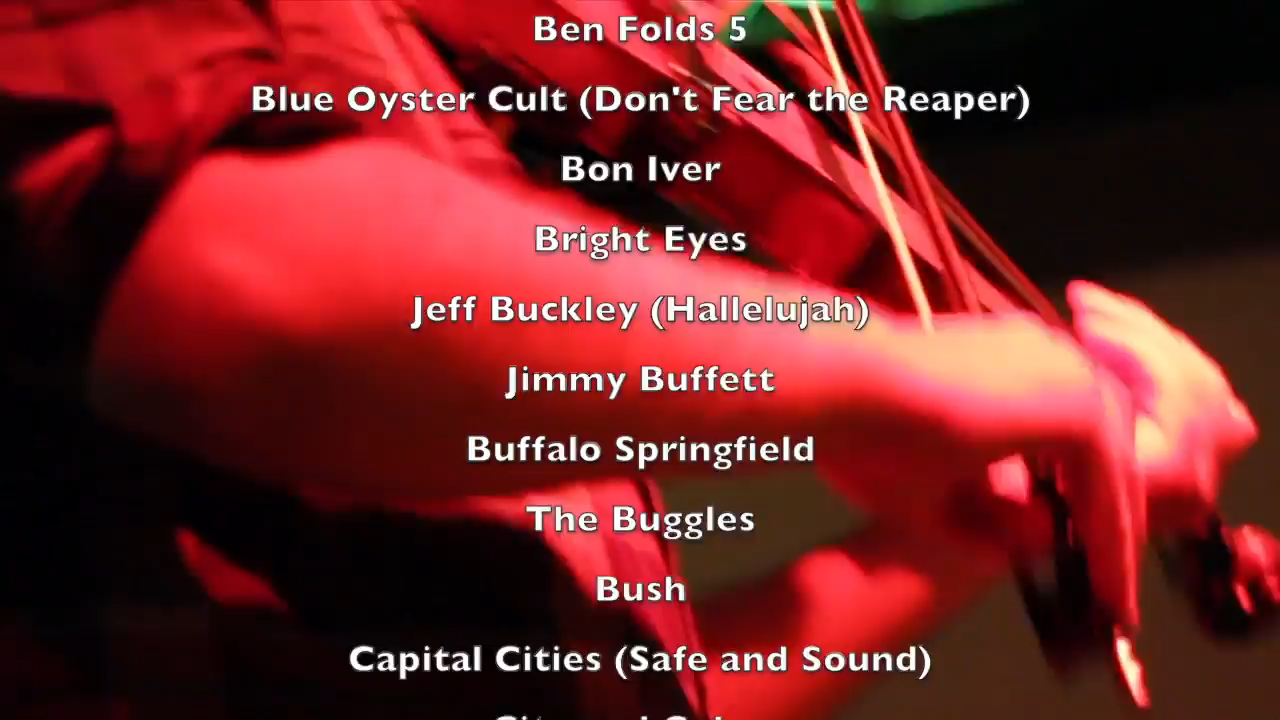 Ben Folds 5
Blue Oyster Cult (Don't Fear the Reaper)
Bon Iver
Bright Eyes
Jeff Buckley (Hallelujah)
Jimmy Buffett
Buffalo Springfield
The Buggles
Bush
Capital Cities (Safe and Sound)